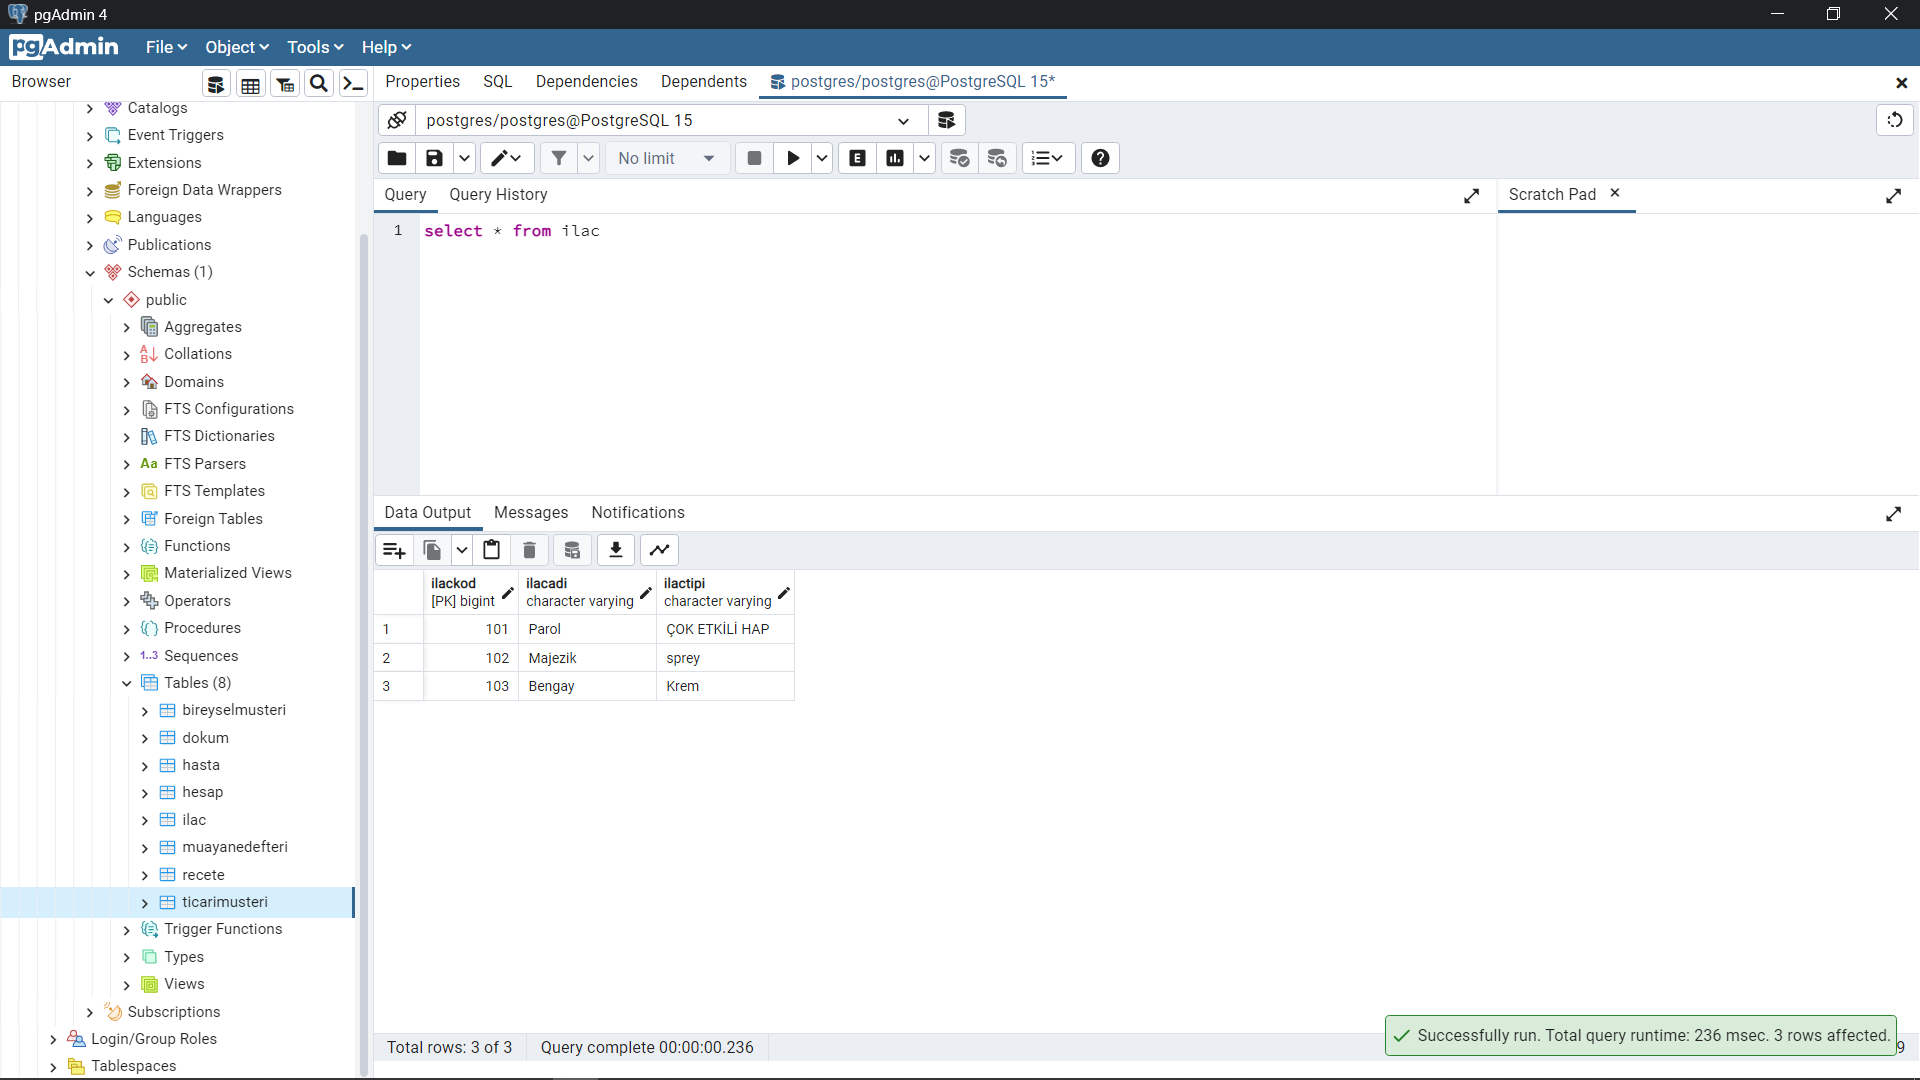 pgAdmin 4
pgAdmin File Object Tools Help
Browser
Properties SQL Dependencies Dependents postgres/postgres@PostgreSQL 15*
Catalogs
Event Triggers
Extensions
Foreign Data Wrappers
Languages
Publications
Schemas (1)
public
Aggregates
Collations
Domains
FTS Configurations
FTS Dictionaries
Aa FTS Parsers
FTS Templates
Foreign Tables
Functions
Materialized Views
Operators
Procedures
1..3 Sequences
Tables (8)
bireyselmusteri
dokum
hasta
hesap
ilac
muayanedefteri
recete
ticarimusteri
Trigger Functions
Types
Views
Subscriptions
Login/Group Roles
Tablespaces
postgres/postgres@PostgreSQL 15
No limit E
Query Query History
Scratch Pad
1 select * from ilac
Data Output Messages Notifications
ilackod ilacadi ilactipi
[PK] bigint character varying character varying
1 101 Parol ÇOK ETKİLİ HAP
2 102 Majezik sprey
3 103 Bengay Krem
Total rows: 3 of 3 Query complete 00:00:00.236
Successfully run. Total query runtime: 236 msec. 3 rows affected.
9